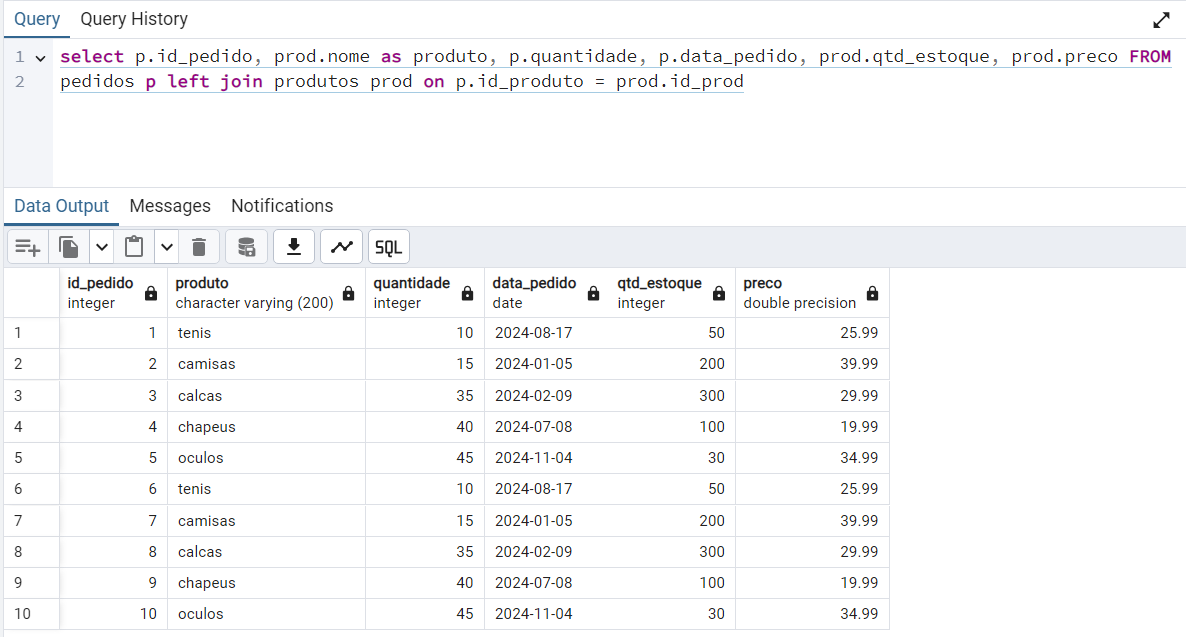 Query Query History
1 select p.id_pedido, prod.nome as produto, p.quantidade, p.data_pedido, prod.qtd_estoque, prod.preco FROM
2 pedidos p left join produtos prod on p.id_produto = prod.id_prod
Data Output Messages Notifications
SQL
id_pedido produto quantidade data_pedido qtd_estoque preco
integer character varying (200) integer date integer double precision
1 1 tenis 10 2024-08-17 50 25.99
2 2 camisas 15 2024-01-05 200 39.99
3 3 calcas 35 2024-02-09 300 29.99
4 4 chapeus 40 2024-07-08 100 19.99
5 5 oculos 45 2024-11-04 30 34.99
6 6 tenis 10 2024-08-17 50 25.99
7 7 camisas 15 2024-01-05 200 39.99
8 8 calcas 35 2024-02-09 300 29.99
9 9 chapeus 40 2024-07-08 100 19.99
10 10 oculos 45 2024-11-04 30 34.99